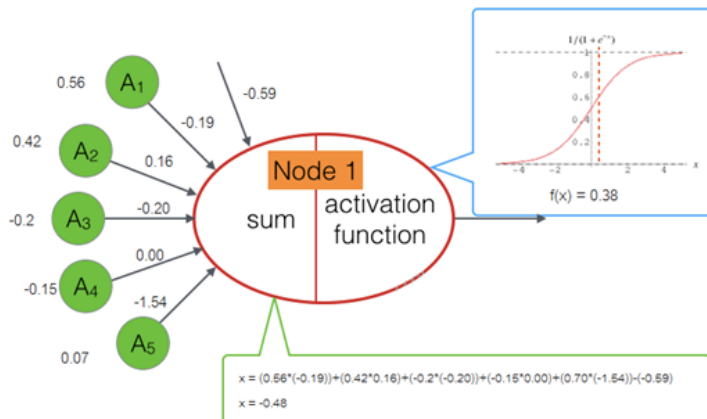 0.56
A₁
-0.59
-0.19
0.42
A₂
0.16
-0.2
A₃
-0.20
-0.15
A₄
0.00
0.07
A₅
-1.54
Node 1
sum
activation
function
1/(1+e⁻ˣ)
1
0.8
0.6
0.4
0.2
-4 -2 2 4 x
f(x) = 0.38
x = (0.56*(-0.19))+(0.42*0.16)+(-0.2*(-0.20))+(-0.15*0.00)+(0.70*(-1.54))-(-0.59)
x = -0.48